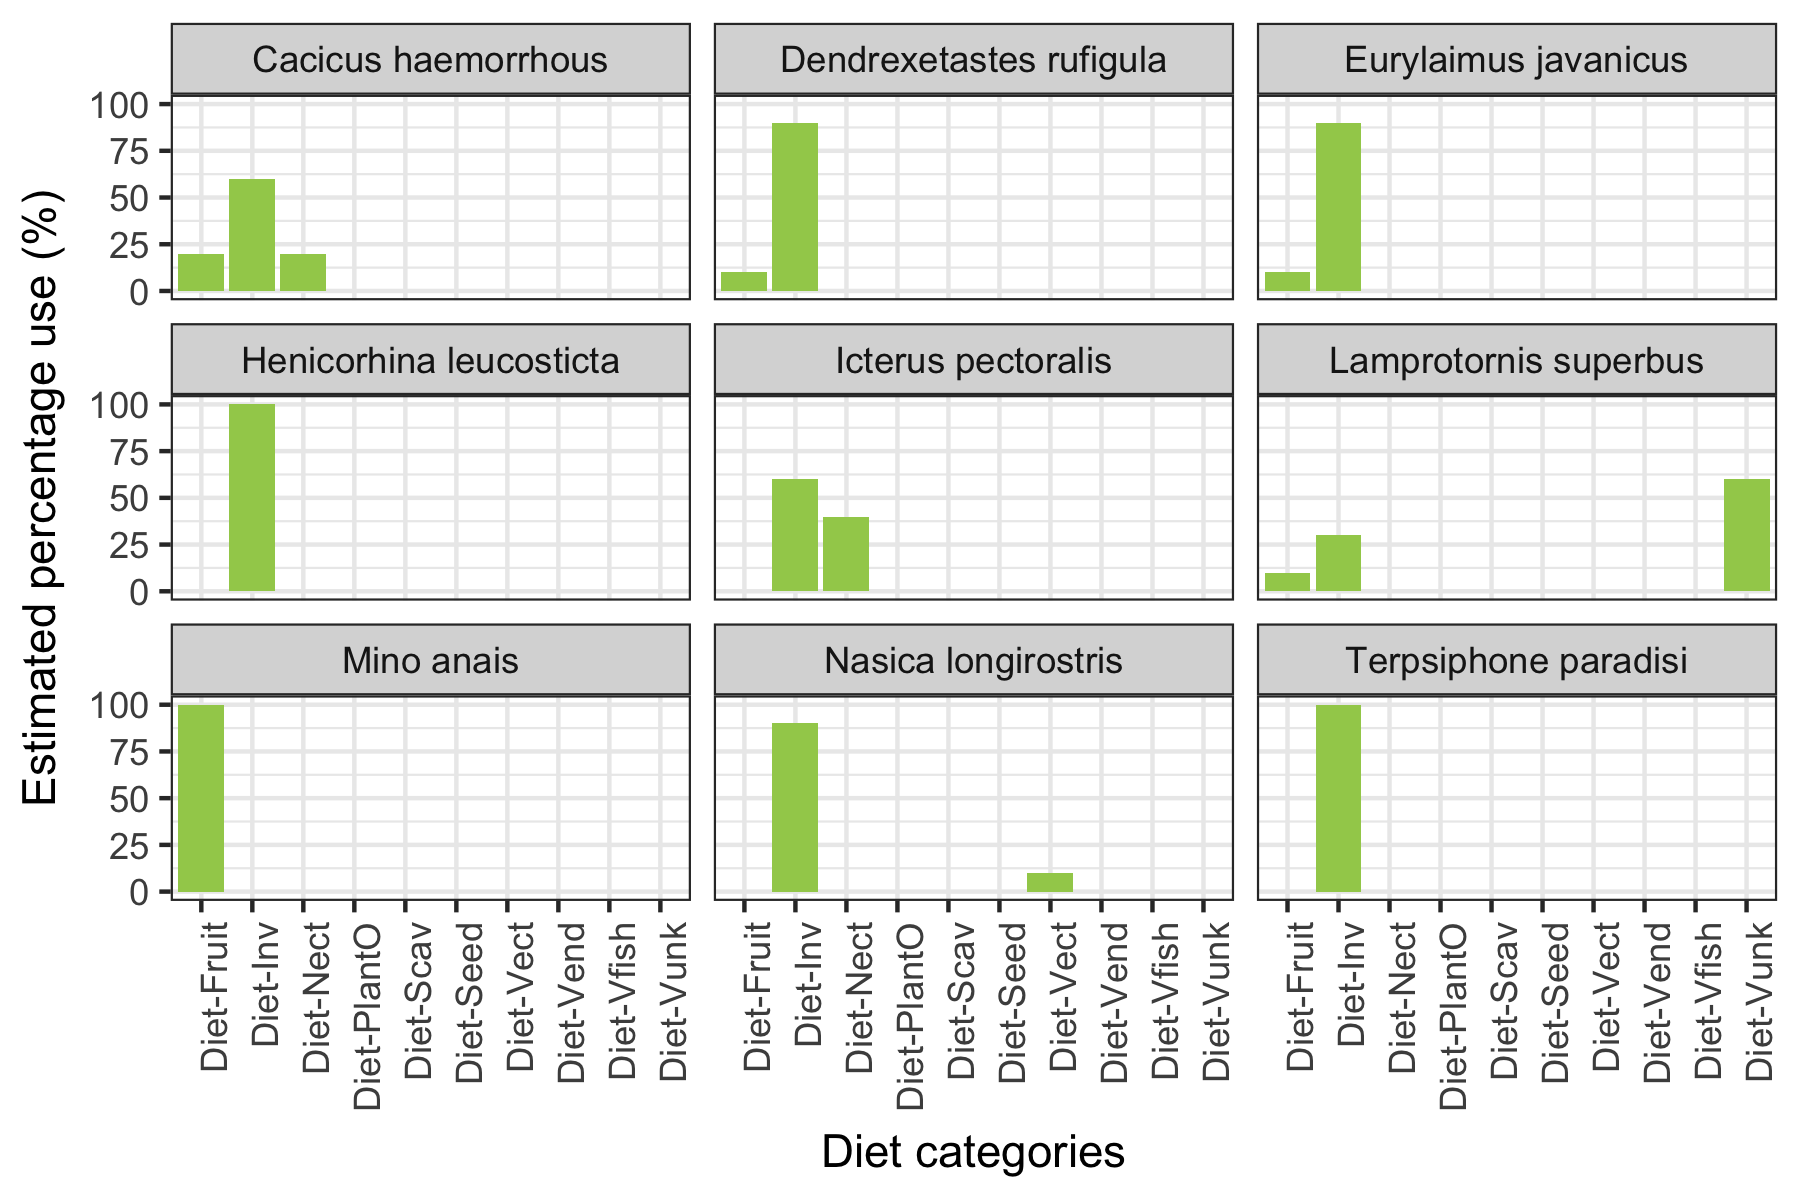 Cacicus haemorrhous
Dendrexetastes rufigula
Eurylaimus javanicus
100
75
50
25
0
Henicorhina leucosticta
Icterus pectoralis
Lamprotornis superbus
100
75
50
25
0
Mino anais
Nasica longirostris
Terpsiphone paradisi
100
75
50
25
0
Estimated percentage use (%)
Diet-Fruit
Diet-Inv
Diet-Nect
Diet-PlantO
Diet-Scav
Diet-Seed
Diet-Vect
Diet-Vend
Diet-Vfish
Diet-Vunk
Diet-Fruit
Diet-Inv
Diet-Nect
Diet-PlantO
Diet-Scav
Diet-Seed
Diet-Vect
Diet-Vend
Diet-Vfish
Diet-Vunk
Diet-Fruit
Diet-Inv
Diet-Nect
Diet-PlantO
Diet-Scav
Diet-Seed
Diet-Vect
Diet-Vend
Diet-Vfish
Diet-Vunk
Diet categories